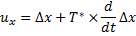 u_x = Δx + T* × d/dt Δx